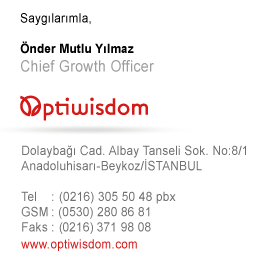 Saygılarımla,
Önder Mutlu Yılmaz
Chief Growth Officer
Optiwisdom
Dolaybağı Cad. Albay Tanseli Sok. No:8/1
Anadoluhisarı-Beykoz/İSTANBUL
Tel : (0216) 305 50 48 pbx
GSM : (0530) 280 86 81
Faks : (0216) 371 98 08
www.optiwisdom.com